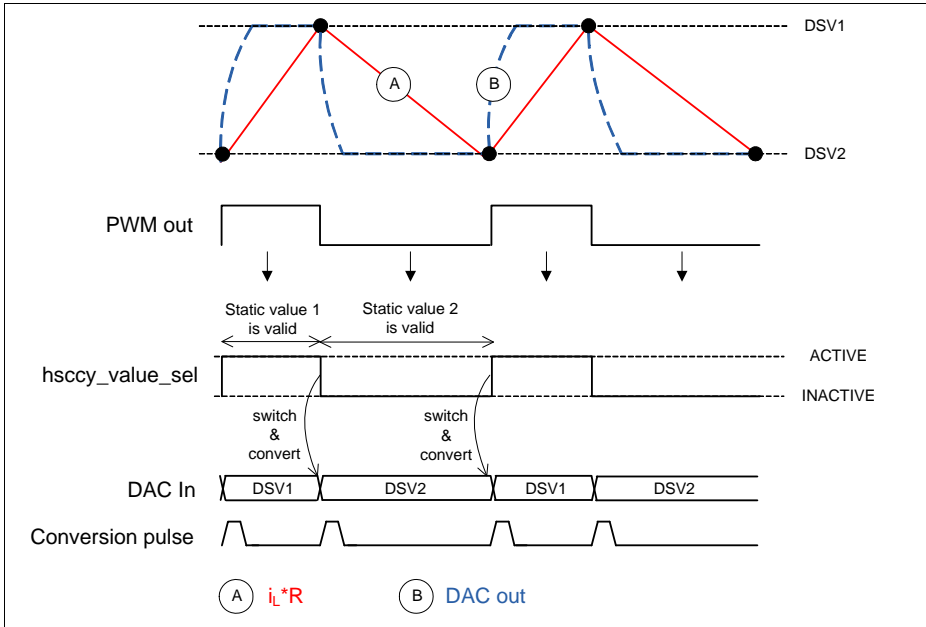 DSV1
A
B
DSV2
PWM out
Static value 1
is valid
Static value 2
is valid
ACTIVE
hsccy_value_sel
INACTIVE
switch
&
convert
switch
&
convert
DAC In
DSV1
DSV2
DSV1
DSV2
Conversion pulse
A
iL*R
B
DAC out